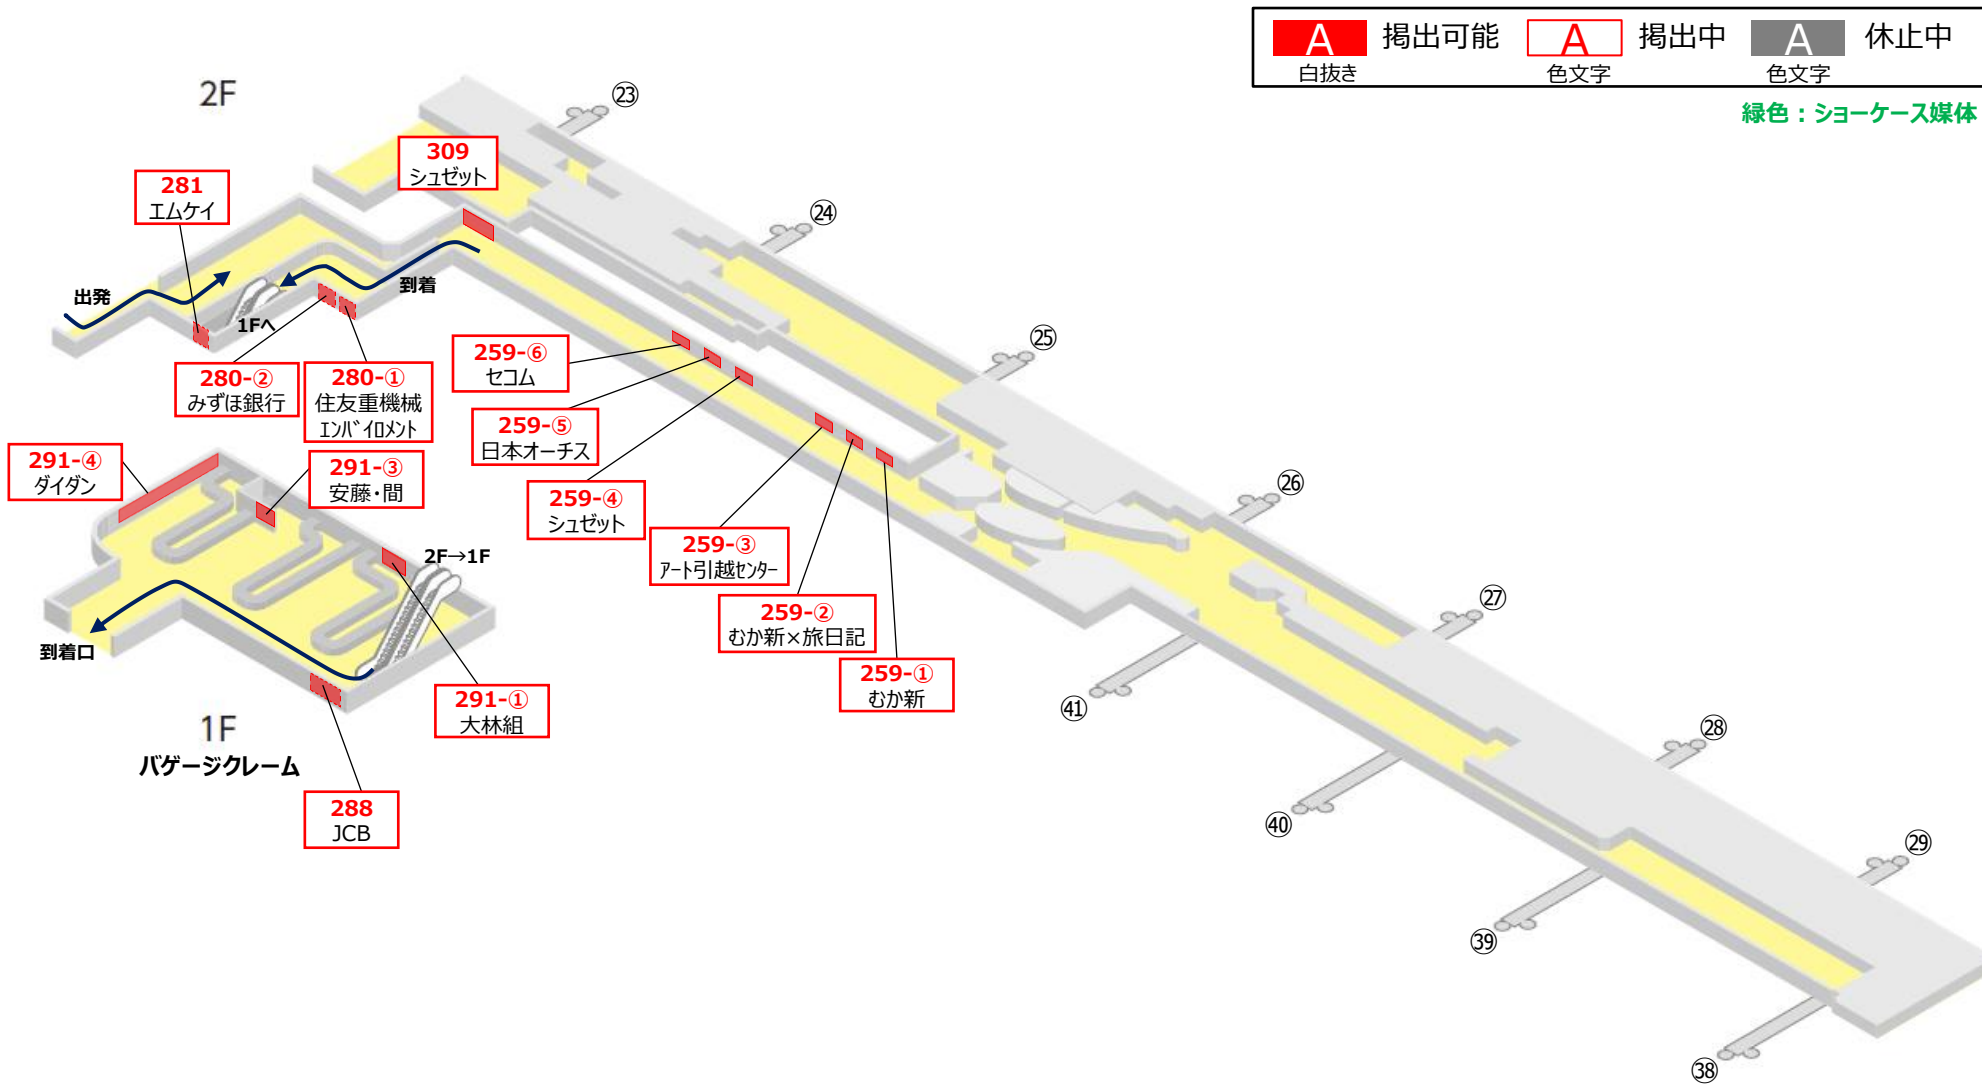 A 掲出可能 A 掲出中 A 休止中
白抜き 色文字 色文字
緑色：ショーケース媒体
2F
㉓
309
シュゼット
281
エムケイ
㉔
出発
到着
1Fへ
280-②
みずほ銀行
280-①
住友重機械
エンバイロメント
259-⑥
セコム
㉕
259-⑤
日本オーチス
259-④
シュゼット
259-③
アート引越センター
259-②
むか新×旅日記
259-①
むか新
㉖
㉗
㉘
㉙
㊶
㊵
㊴
㊳
291-④
ダイダン
291-③
安藤・間
2F→1F
到着口
291-①
大林組
1F
バゲージクレーム
288
JCB